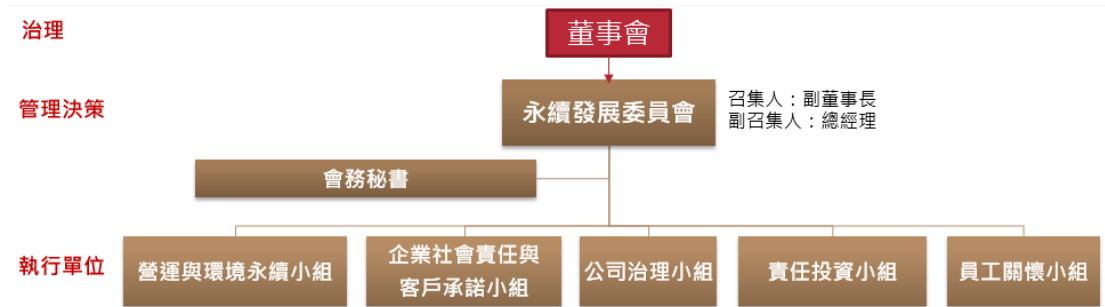 治理
董事會
管理決策
永續發展委員會
召集人：副董事長
副召集人：總經理
會務秘書
執行單位
營運與環境永續小組
企業社會責任與
客戶承諾小組
公司治理小組
責任投資小組
員工關懷小組